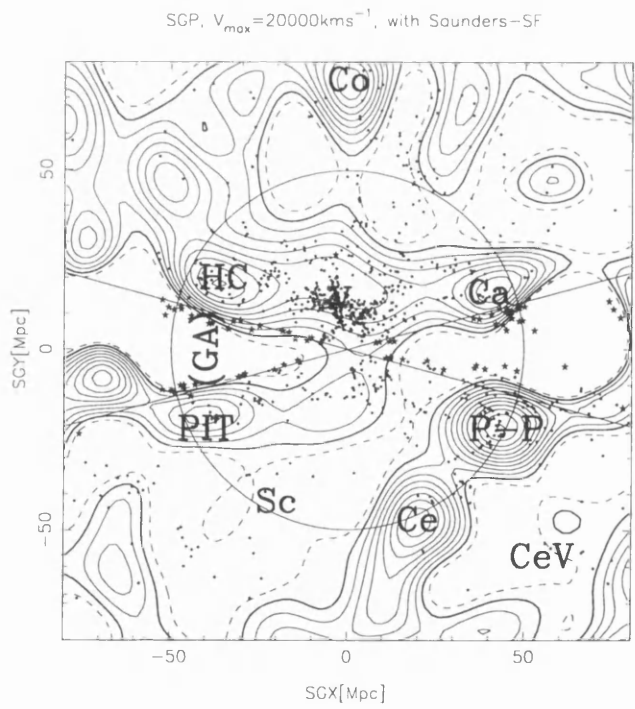 SGP, Vmax=20000kms−1, with Saunders−SF
Co
50
HC
V
Ca
SGY[Mpc]
0
(GA)
PIT
P−P
Sc
Ce
−50
CeV
−50
0
50
SGX[Mpc]